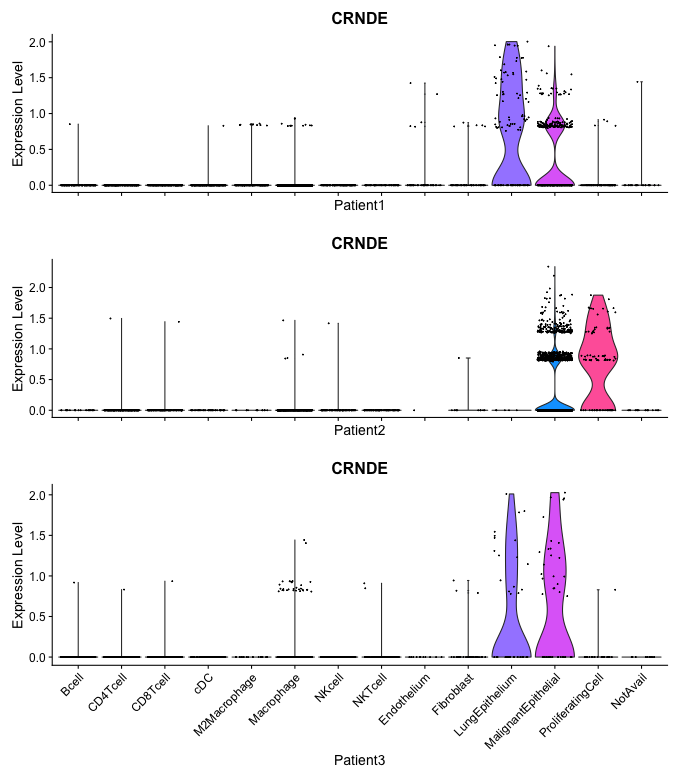 CRNDE
Expression Level
2.0
1.5
1.0
0.5
0.0
Patient1
CRNDE
Expression Level
2.0
1.5
1.0
0.5
0.0
Patient2
CRNDE
Expression Level
2.0
1.5
1.0
0.5
0.0
Bcell
CD4Tcell
CD8Tcell
cDC
M2Macrophage
Macrophage
NKcell
NKTcell
Endothelium
Fibroblast
LungEpithelium
MalignantEpithelial
ProliferatingCell
NotAvail
Patient3